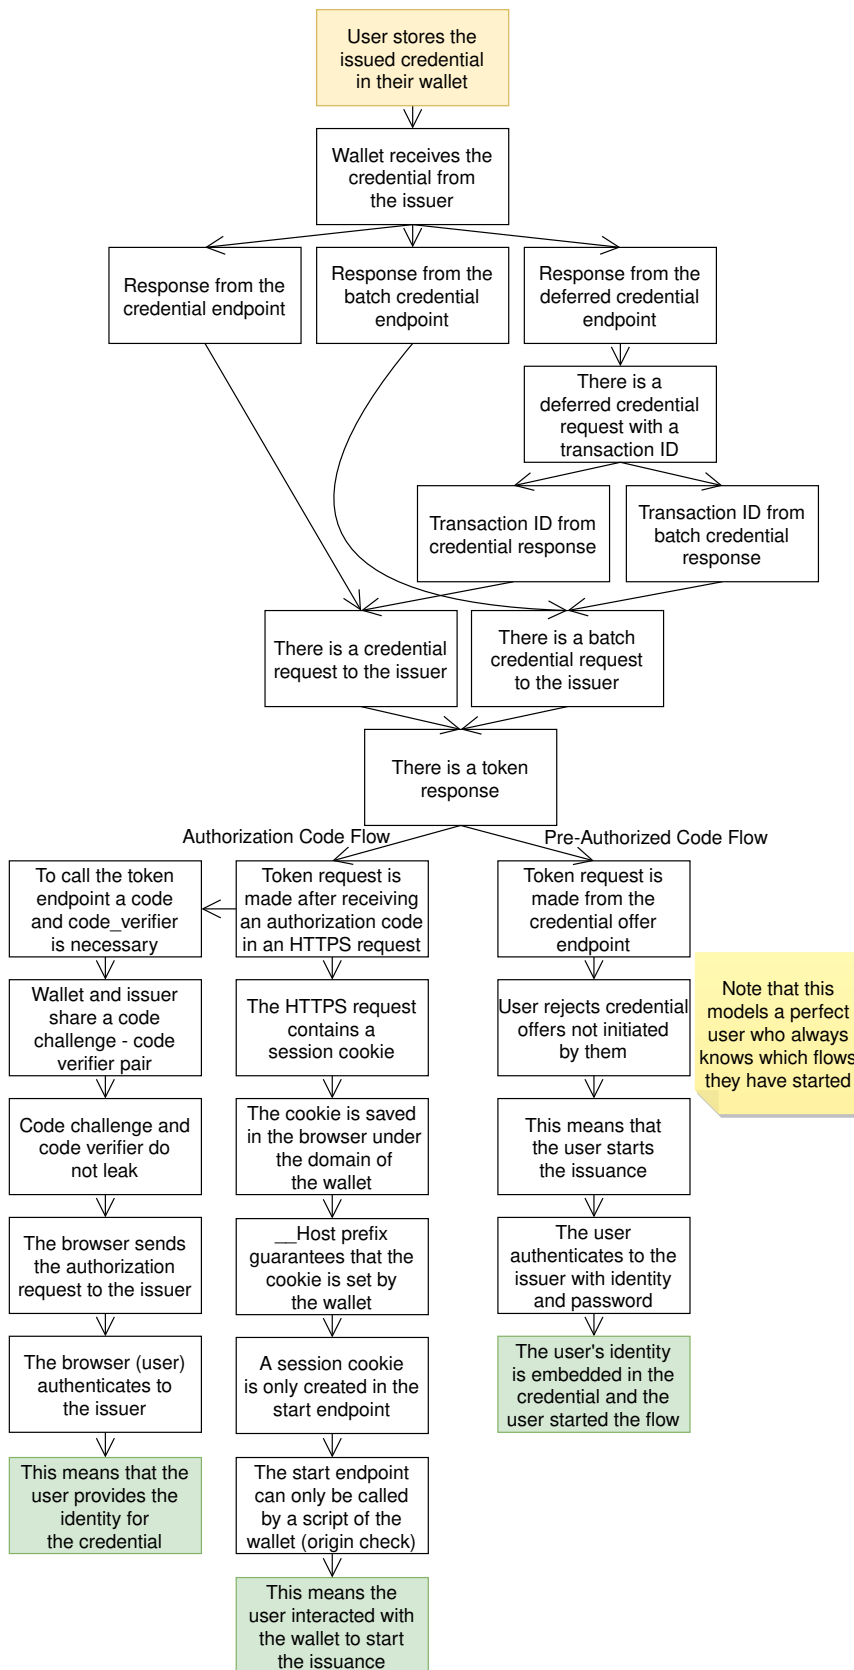 User stores the
issued credential
in their wallet
Wallet receives the
credential from
the issuer
Response from the
credential endpoint
Response from the
batch credential
endpoint
Response from the
deferred credential
endpoint
There is a
deferred credential
request with a
transaction ID
Transaction ID from
credential response
Transaction ID from
batch credential
response
There is a credential
request to the issuer
There is a batch
credential request
to the issuer
There is a token
response
Authorization Code Flow
Pre-Authorized Code Flow
To call the token
endpoint a code
and code_verifier
is necessary
Token request is
made after receiving
an authorization code
in an HTTPS request
Token request is
made from the
credential offer
endpoint
Wallet and issuer
share a code
challenge - code
verifier pair
The HTTPS request
contains a
session cookie
User rejects credential
offers not initiated
by them
Note that this
models a perfect
user who always
knows which flows
they have started
Code challenge and
code verifier do
not leak
The cookie is saved
in the browser under
the domain of
the wallet
This means that
the user starts
the issuance
The browser sends
the authorization
request to the issuer
__Host prefix
guarantees that the
cookie is set by
the wallet
The user
authenticates to the
issuer with identity
and password
The browser (user)
authenticates to
the issuer
A session cookie
is only created in the
start endpoint
The user's identity
is embedded in the
credential and the
user started the flow
This means that the
user provides the
identity for
the credential
The start endpoint
can only be called
by a script of the
wallet (origin check)
This means the
user interacted with
the wallet to start
the issuance